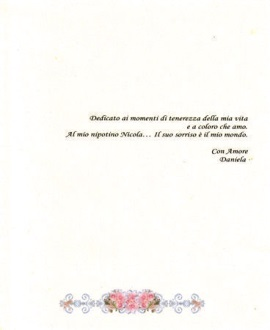 Dedicato ai momenti di tenerezza della mia vita
e a coloro che amo.
Al mio nipotino Nicola... Il suo sorriso è il mio mondo.
Con Amore
Daniela